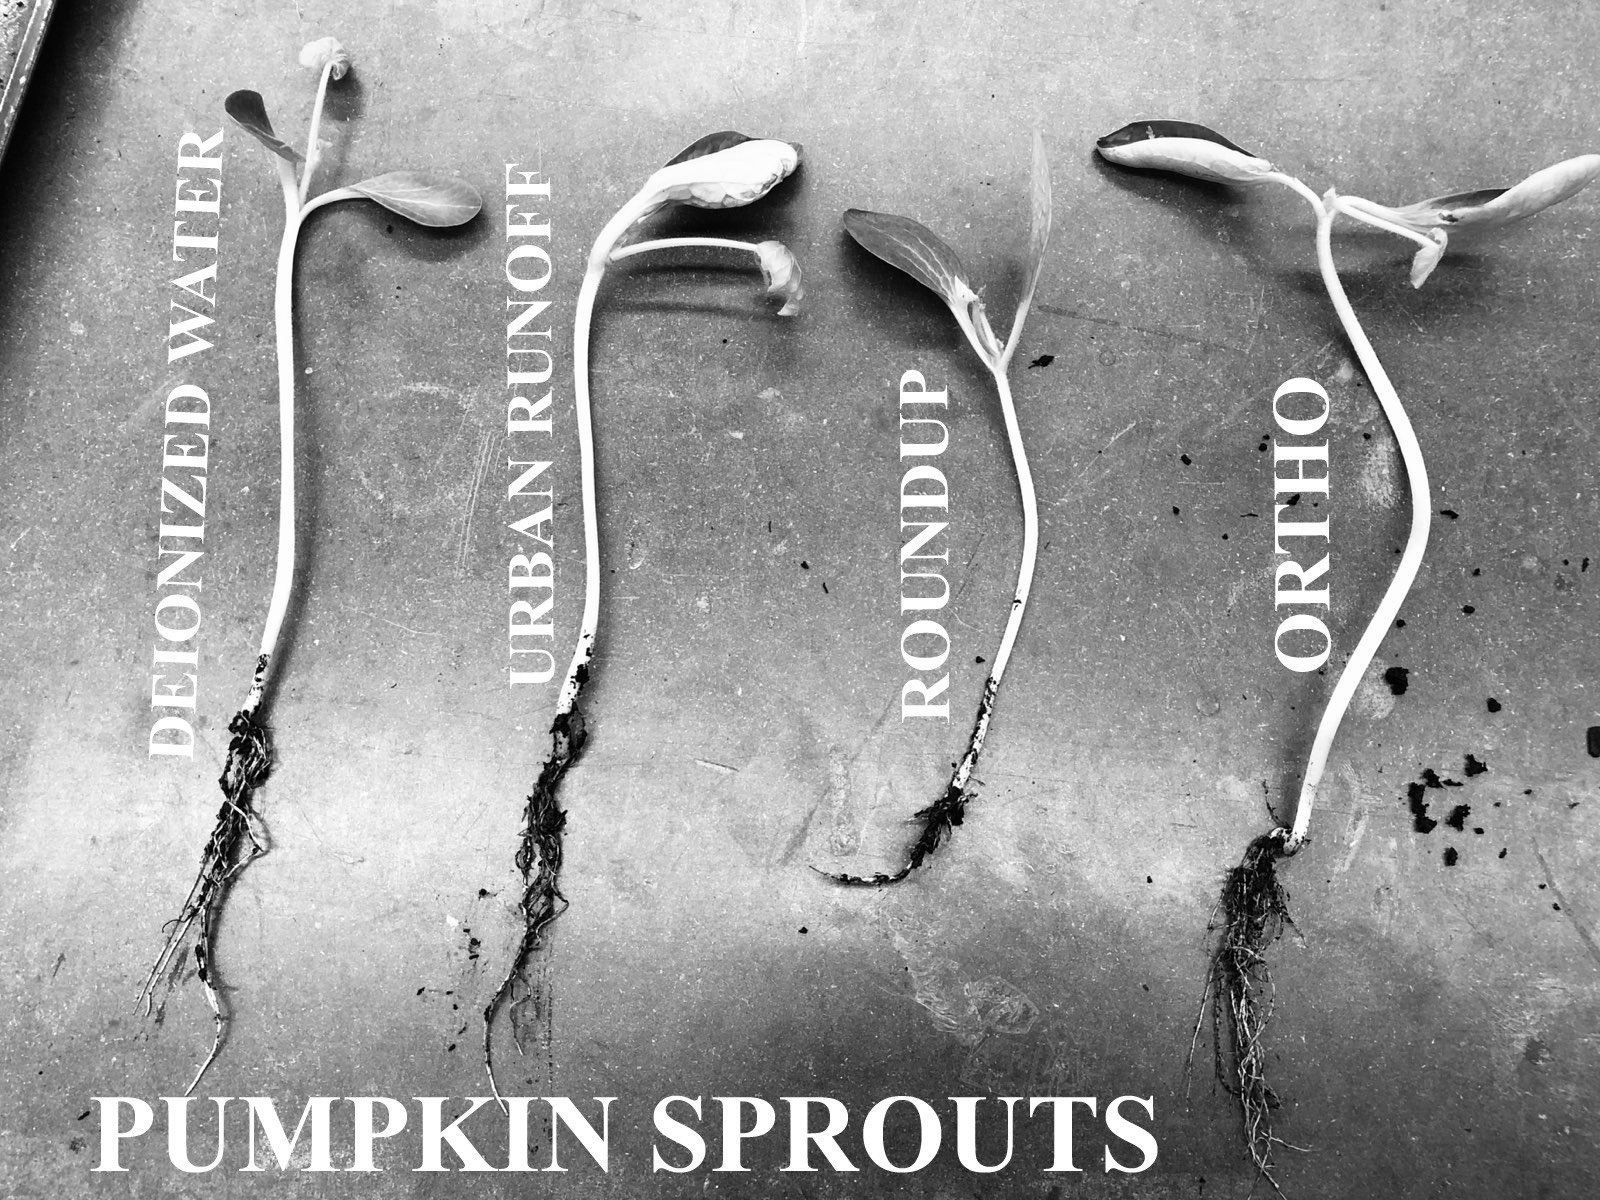 DEIONIZED WATER
URBAN RUNOFF
ROUNDUP
ORTHO
PUMPKIN SPROUTS